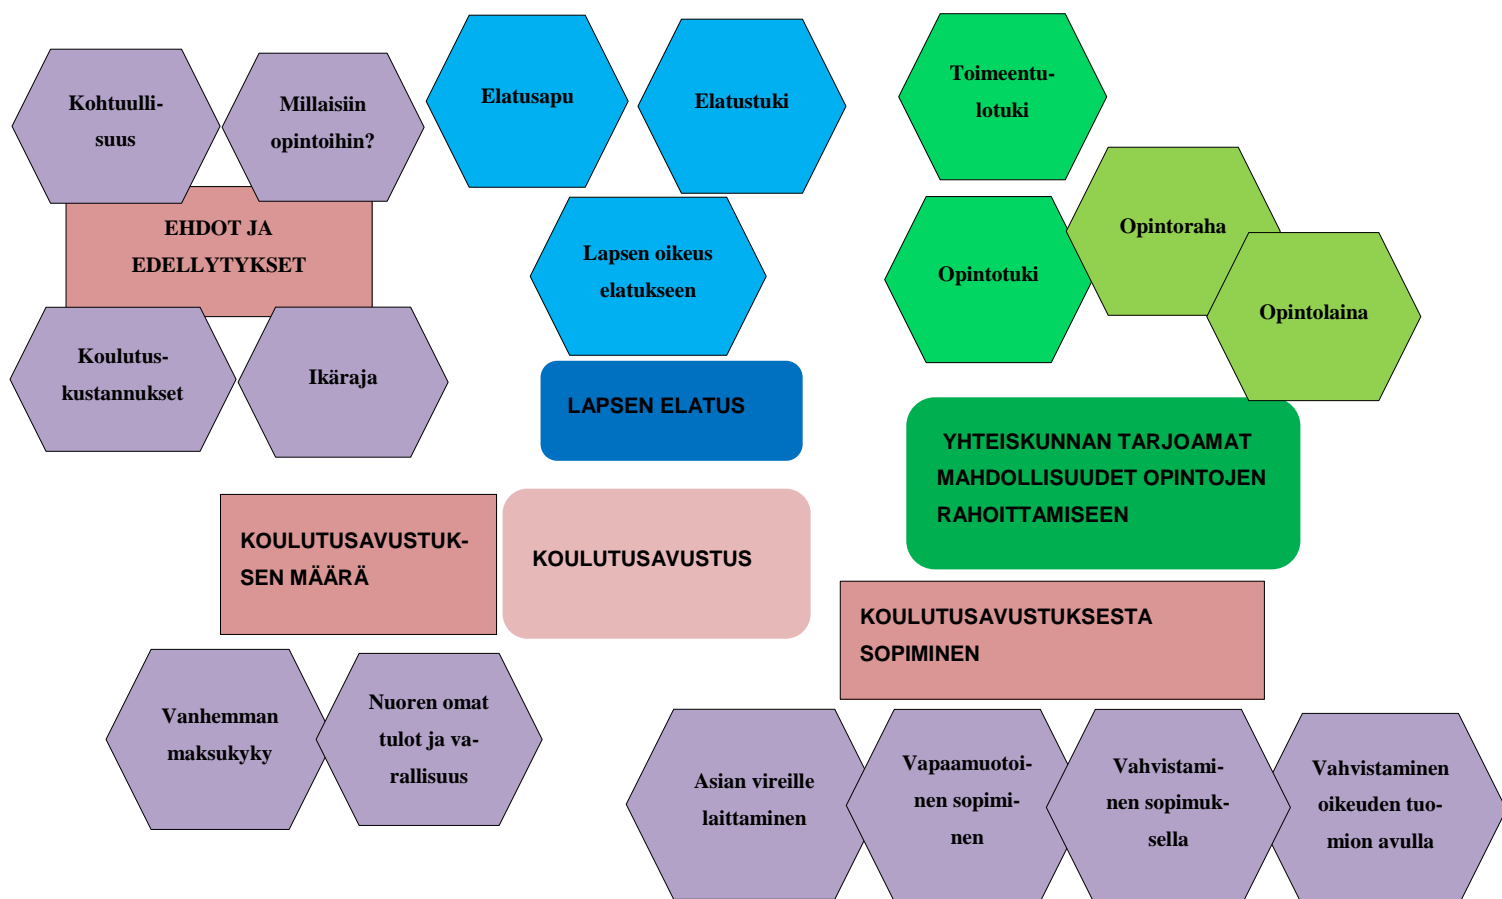 Kohtuulli-
suus
Millaisiin
opintoihin?
EHDOT JA
EDELLYTYKSET
Koulutus-
kustannukset
Ikäraja
Elatusapu
Elatustuki
Lapsen oikeus
elatukseen
LAPSEN ELATUS
Toimeentu-
lotuki
Opintotuki
Opintoraha
Opintolaina
YHTEISKUNNAN TARJOAMAT
MAHDOLLISUUDET OPINTOJEN
RAHOITTAMISEEN
KOULUTUSAVUSTUK-
SEN MÄÄRÄ
KOULUTUSAVUSTUS
KOULUTUSAVUSTUKSESTA
SOPIMINEN
Vanhemman
maksukyky
Nuoren omat
tulot ja va-
rallisuus
Asian vireille
laittaminen
Vapaamuotoi-
nen sopimi-
nen
Vahvistami-
nen sopimuk-
sella
Vahvistaminen
oikeuden tuo-
mion avulla